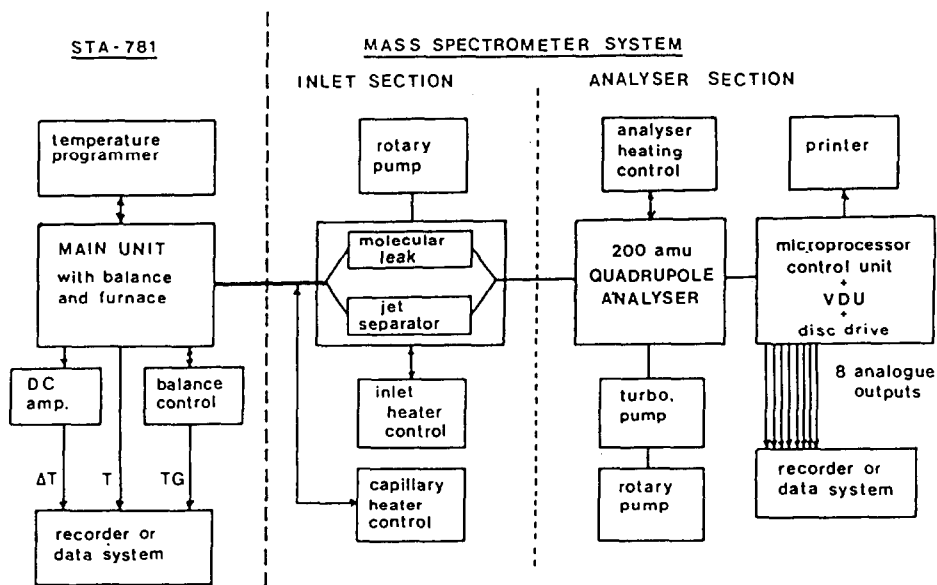 STA-781
MASS SPECTROMETER SYSTEM
INLET SECTION
ANALYSER SECTION
temperature
programmer
rotary
pump
analyser
heating
control
printer
MAIN UNIT
with balance
and furnace
molecular
leak
jet
separator
200 amu
QUADRUPOLE
ANALYSER
microprocessor
control unit
+
VDU
+
disc drive
DC
amp.
balance
control
inlet
heater
control
turbo.
pump
8 analogue
outputs
ΔT
T
TG
capillary
heater
control
rotary
pump
recorder or
data system
recorder or
data system